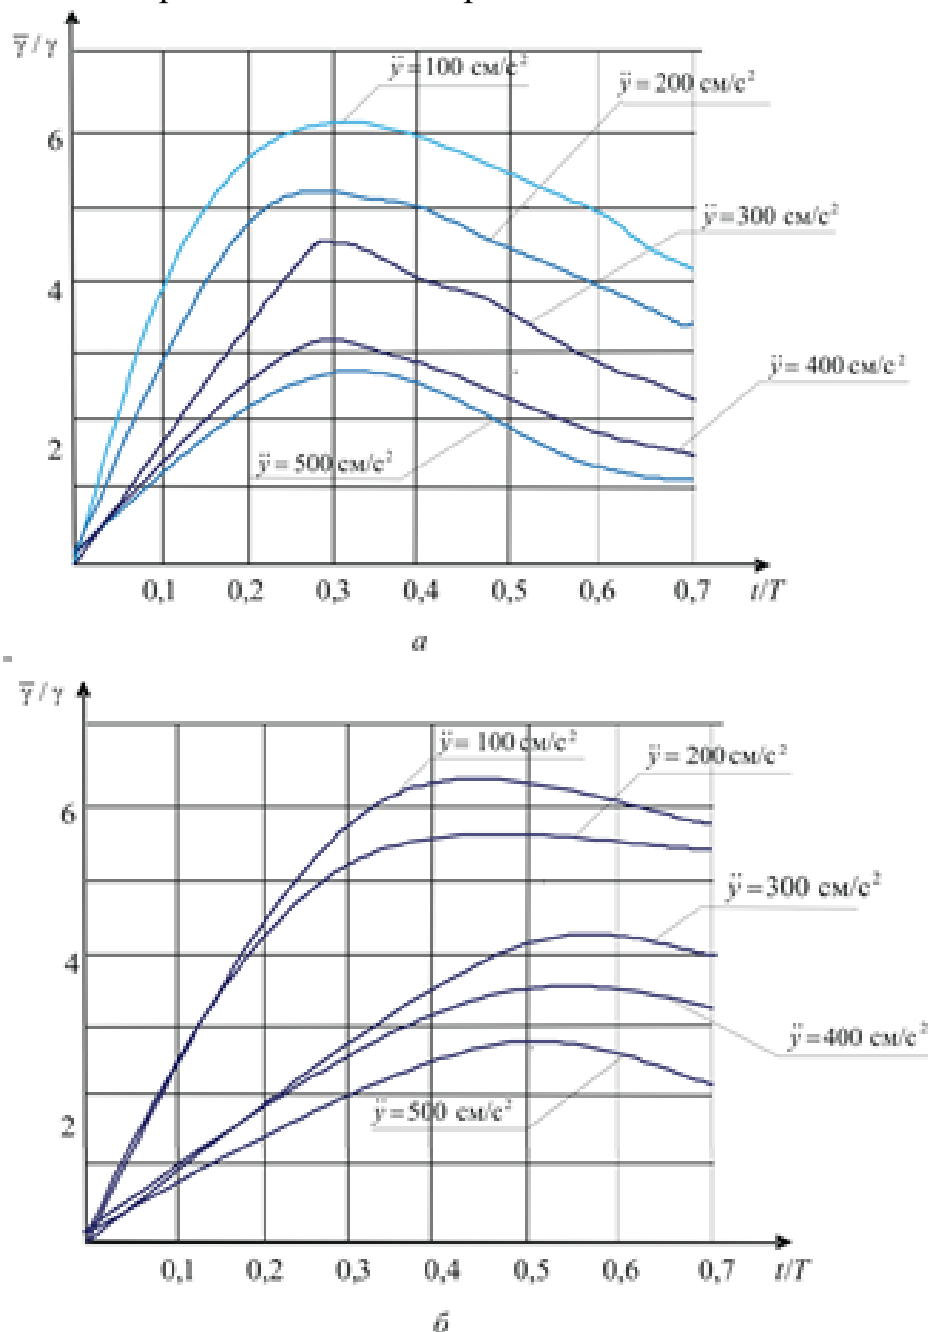 γ̅ / γ
ÿ=100 см/с²
ÿ=200 см/с²
6
ÿ=300 см/с²
4
ÿ= 400 см/с²
2
ÿ= 500 см/с²
0,1 0,2 0,3 0,4 0,5 0,6 0,7 t/T
а
γ̅ / γ
ÿ= 100 см/с²
ÿ= 200 см/с²
6
ÿ=300 см/с²
4
ÿ=400 см/с²
2
ÿ=500 см/с²
0,1 0,2 0,3 0,4 0,5 0,6 0,7 t/T
б